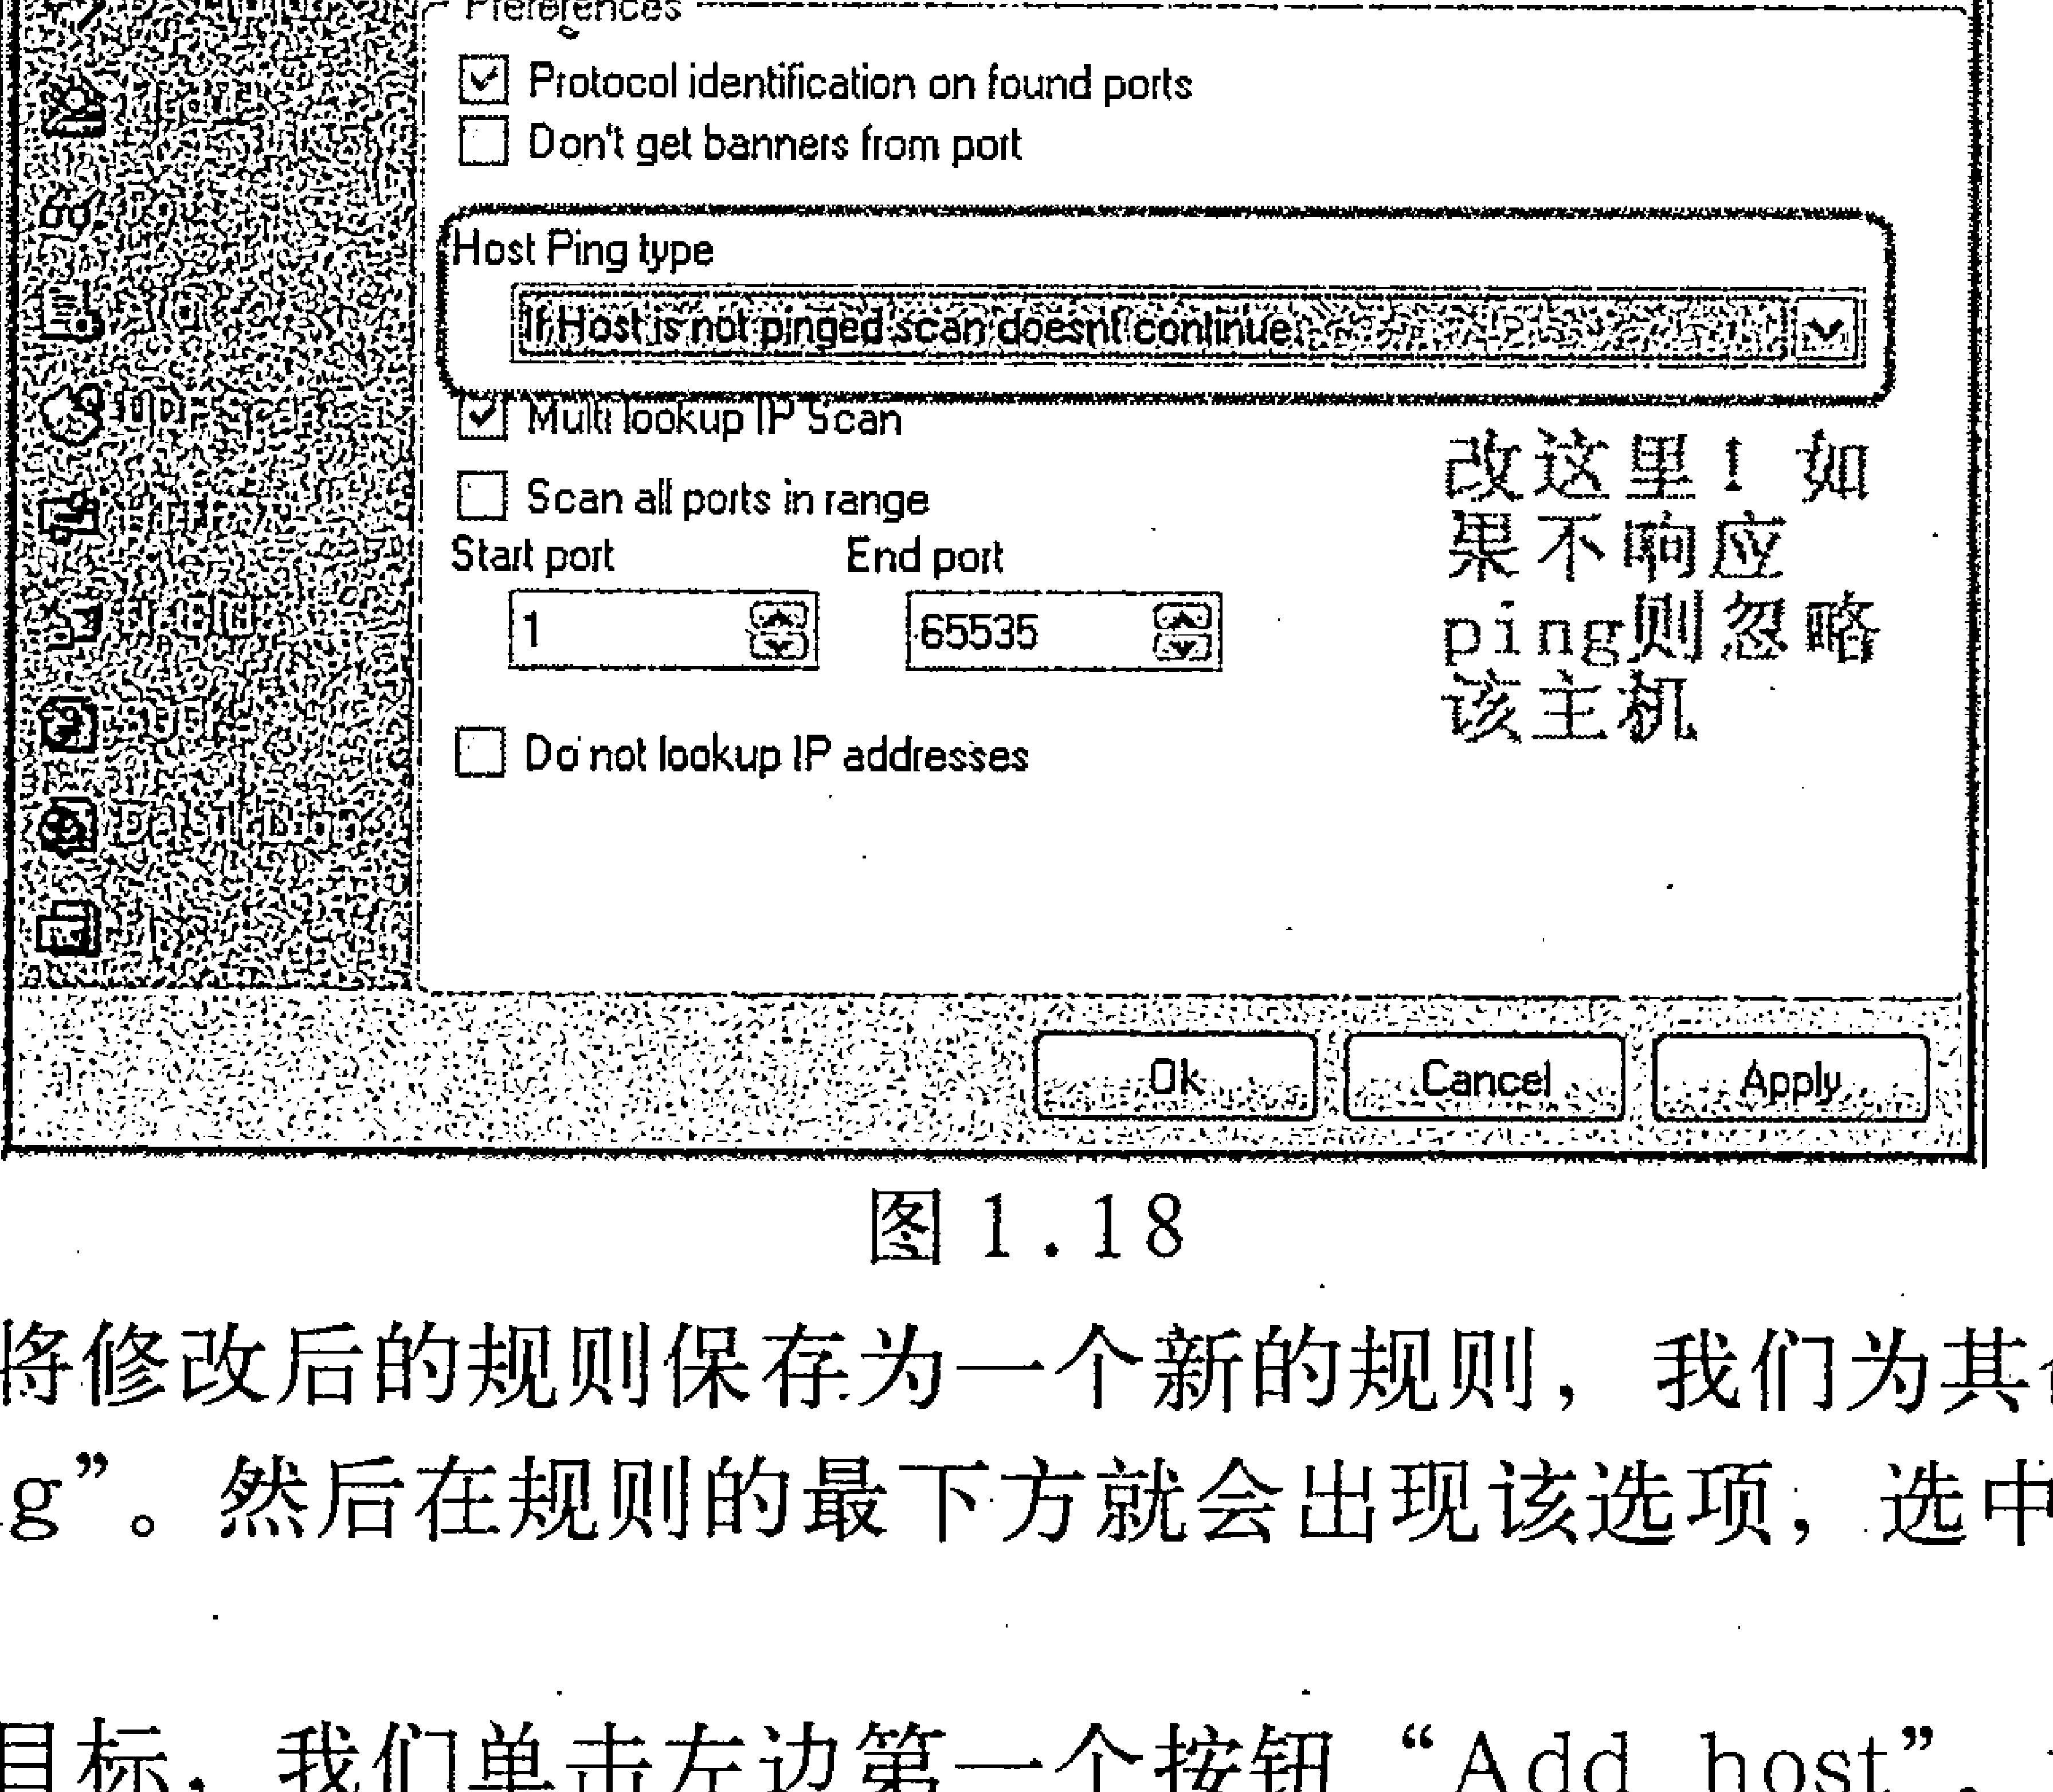 Preferences
Protocol identification on found ports
Don't get banners from port
Host Ping type
If Host is not pinged scan doesnt continue
Multi lookup IP Scan
Scan all ports in range
Start port End port
1 65535
Do not lookup IP addresses
改这里！如
果不响应
ping则忽略
该主机
Ok Cancel Apply
图 1.18
将修改后的规则保存为一个新的规则，我们为其
g”。然后在规则的最下方就会出现该选项，选中
目标，我们单击左边第一个按钮“Add host”，